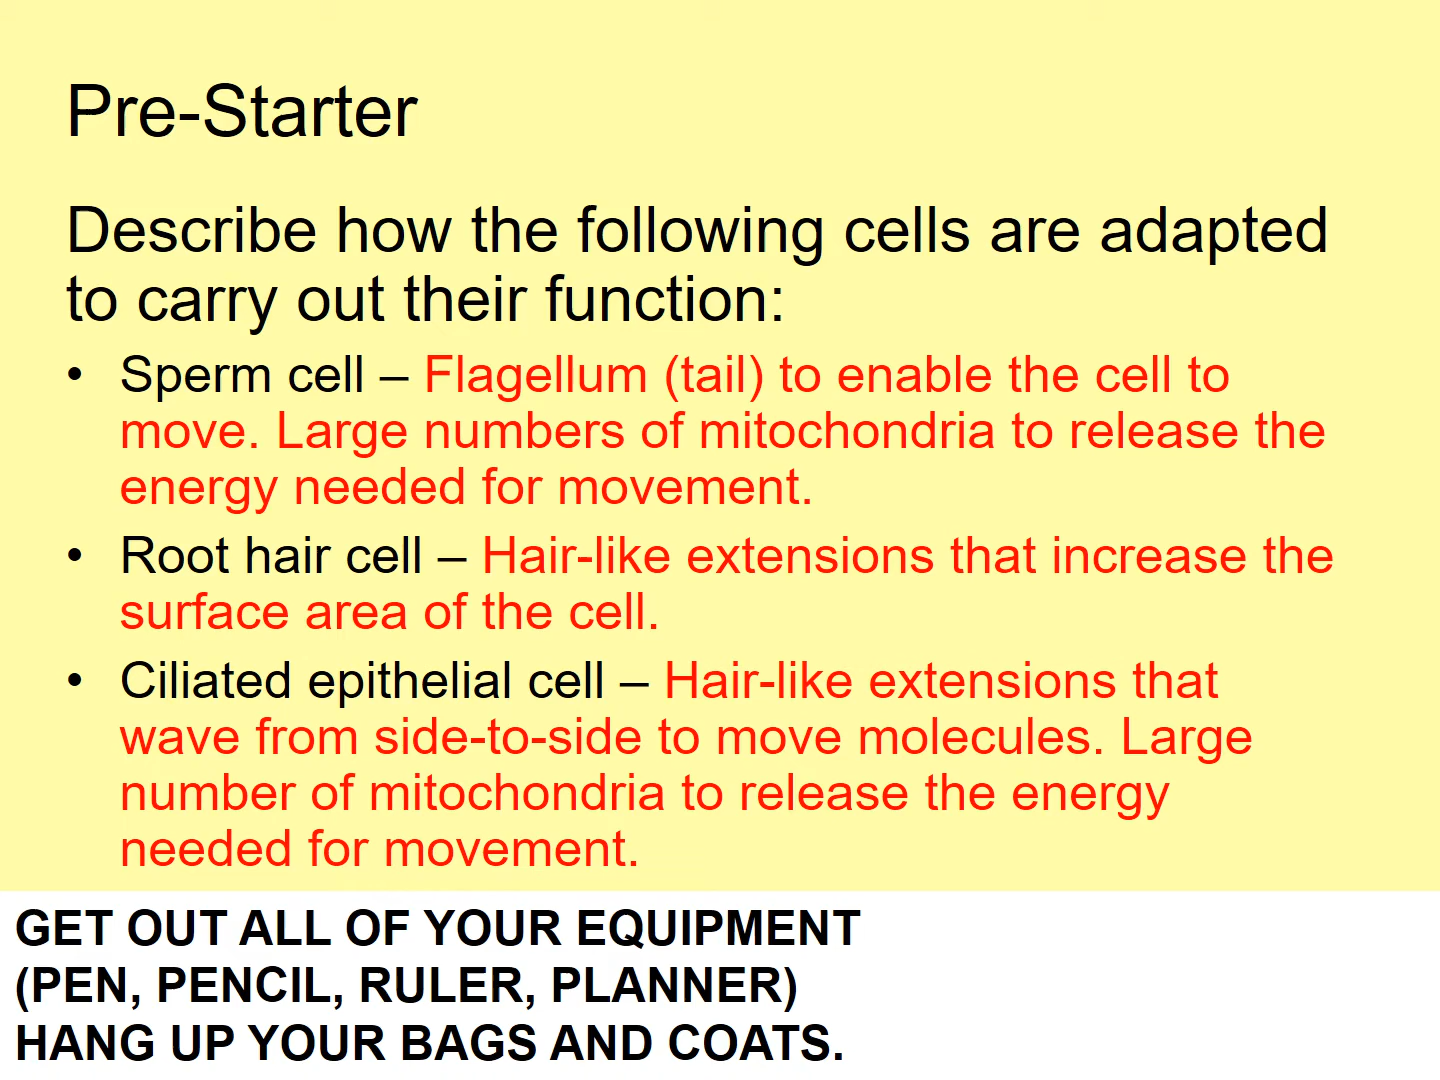 Pre-Starter
Describe how the following cells are adapted
to carry out their function:
• Sperm cell – Flagellum (tail) to enable the cell to
move. Large numbers of mitochondria to release the
energy needed for movement.
• Root hair cell – Hair-like extensions that increase the
surface area of the cell.
• Ciliated epithelial cell – Hair-like extensions that
wave from side-to-side to move molecules. Large
number of mitochondria to release the energy
needed for movement.
GET OUT ALL OF YOUR EQUIPMENT
(PEN, PENCIL, RULER, PLANNER)
HANG UP YOUR BAGS AND COATS.